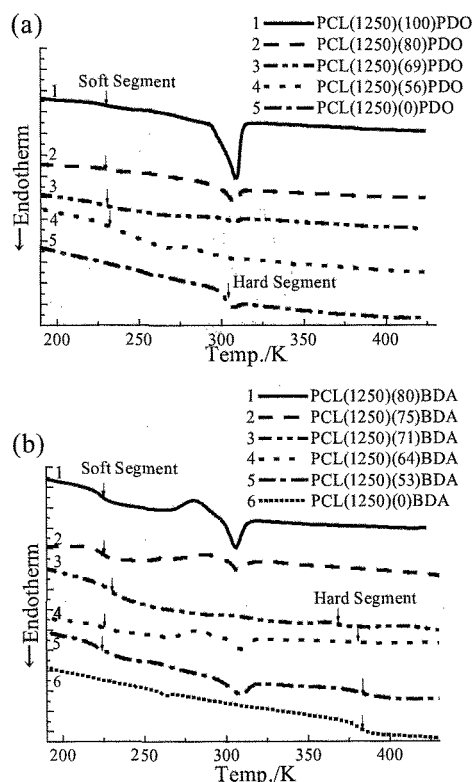 (a)
1 PCL(1250)(100)PDO
2 PCL(1250)(80)PDO
3 PCL(1250)(69)PDO
4 PCL(1250)(56)PDO
5 PCL(1250)(0)PDO
Soft Segment
1
2
3
4
5
Hard Segment
←Endotherm
200 250 300 350 400
Temp./K
(b)
1 PCL(1250)(80)BDA
2 PCL(1250)(75)BDA
3 PCL(1250)(71)BDA
4 PCL(1250)(64)BDA
5 PCL(1250)(53)BDA
6 PCL(1250)(0)BDA
1
Soft Segment
2
3
Hard Segment
4
5
6
←Endotherm
200 250 300 350 400
Temp./K